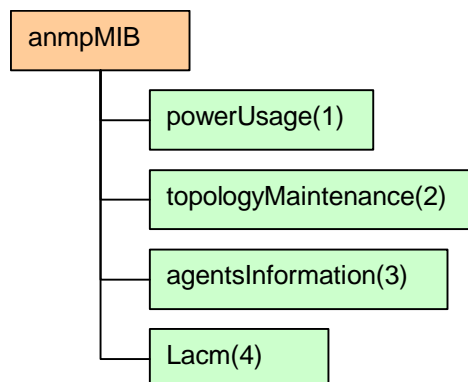 anmpMIB
powerUsage(1)
topologyMaintenance(2)
agentsInformation(3)
Lacm(4)